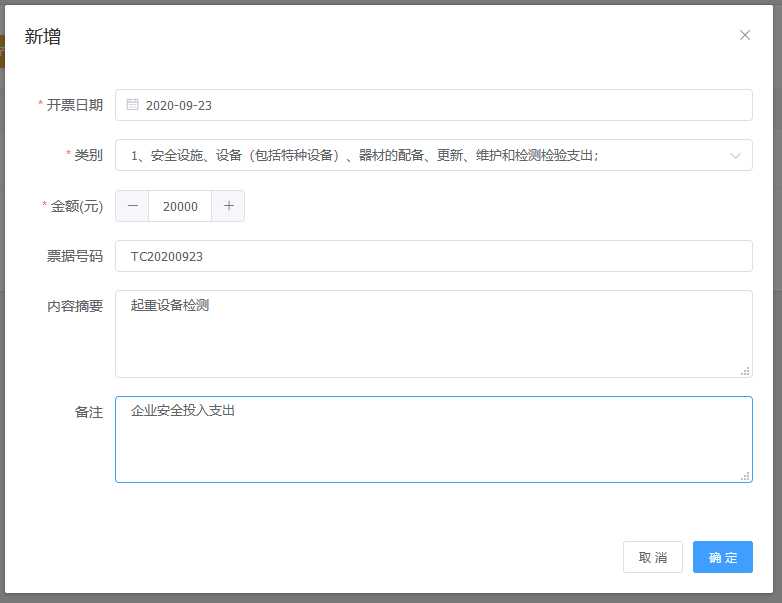 新增
* 开票日期 2020-09-23
* 类别 1、安全设施、设备（包括特种设备）、器材的配备、更新、维护和检测检验支出;
* 金额(元) 20000
票据号码 TC20200923
内容摘要 起重设备检测
备注 企业安全投入支出
取 消 确 定